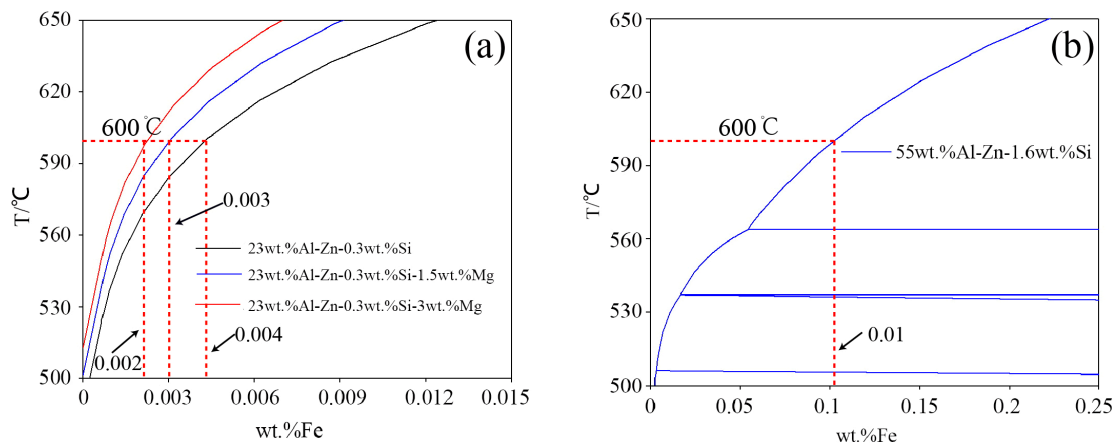 (a)
650
620
590
560
530
500
T/℃
600℃
0.003
23wt.%Al-Zn-0.3wt.%Si
23wt.%Al-Zn-0.3wt.%Si-1.5wt.%Mg
23wt.%Al-Zn-0.3wt.%Si-3wt.%Mg
0.002
0.004
0 0.003 0.006 0.009 0.012 0.015
wt.%Fe
(b)
650
620
590
560
530
500
T/℃
600℃
55wt.%Al-Zn-1.6wt.%Si
0.01
0 0.05 0.1 0.15 0.2 0.25
wt.%Fe